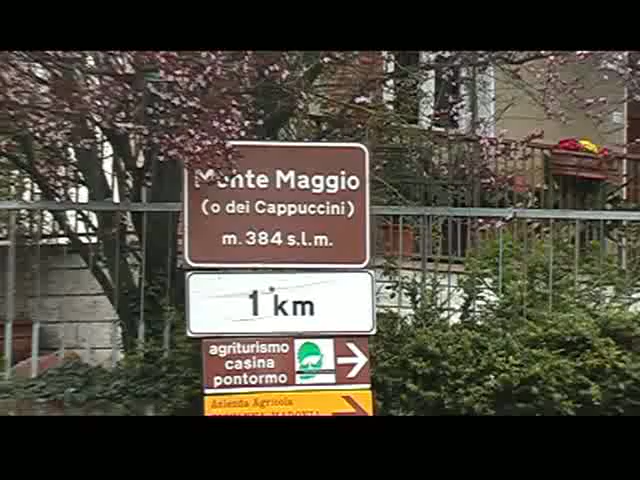 Monte Maggio
(o dei Cappuccini)
m. 384 s.l.m.
1 km
agriturismo
casina
pontormo
Azienda Agricola